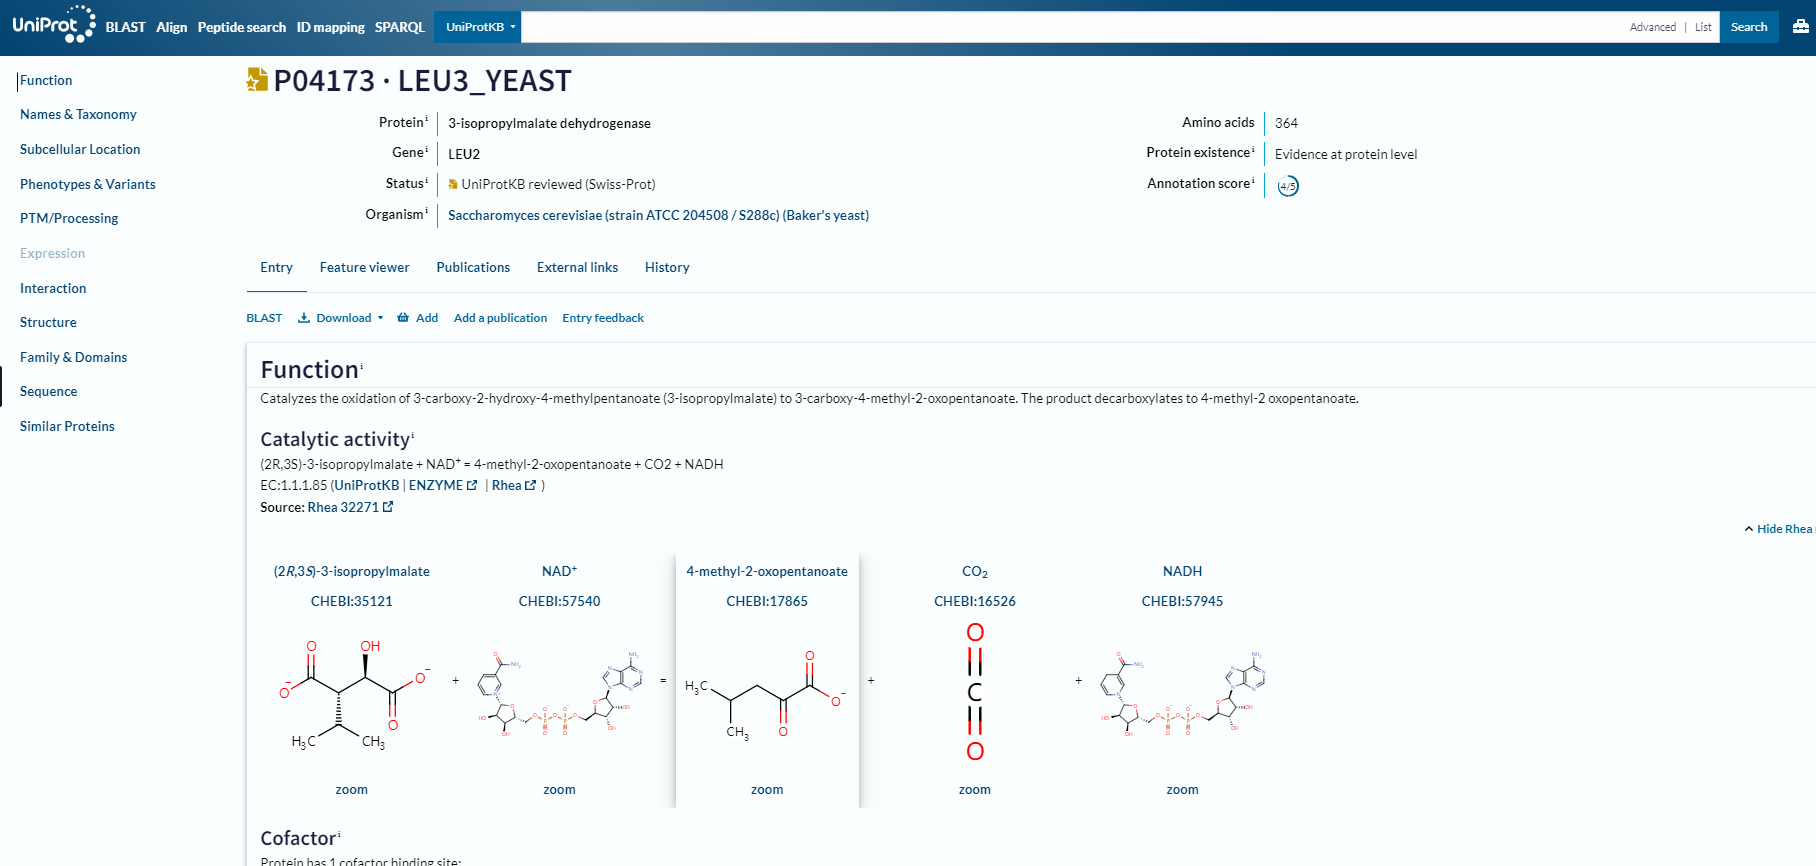 UniProt BLAST Align Peptide search ID mapping SPARQL UniProtKB Advanced | List Search
Function
Names & Taxonomy
Subcellular Location
Phenotypes & Variants
PTM/Processing
Expression
Interaction
Structure
Family & Domains
Sequence
Similar Proteins
P04173 · LEU3_YEAST
Protein i 3-isopropylmalate dehydrogenase
Gene i LEU2
Status i UniProtKB reviewed (Swiss-Prot)
Organism i Saccharomyces cerevisiae (strain ATCC 204508 / S288c) (Baker's yeast)
Amino acids 364
Protein existence i Evidence at protein level
Annotation score i 4/5
Entry Feature viewer Publications External links History
BLAST Download Add Add a publication Entry feedback
Function i
Catalyzes the oxidation of 3-carboxy-2-hydroxy-4-methylpentanoate (3-isopropylmalate) to 3-carboxy-4-methyl-2-oxopentanoate. The product decarboxylates to 4-methyl-2 oxopentanoate.
Catalytic activity i
(2R,3S)-3-isopropylmalate + NAD⁺ = 4-methyl-2-oxopentanoate + CO2 + NADH
EC:1.1.1.85 (UniProtKB | ENZYME | Rhea )
Source: Rhea 32271
Hide Rhea
(2R,3S)-3-isopropylmalate NAD⁺ 4-methyl-2-oxopentanoate CO₂ NADH
CHEBI:35121 CHEBI:57540 CHEBI:17865 CHEBI:16526 CHEBI:57945
O OH O⁻ O⁻ O H₃C CH₃
+
=
H₃C CH₃ O O O⁻
+
O C O
+
zoom zoom zoom zoom zoom
Cofactor i
Protein has 1 cofactor binding site: